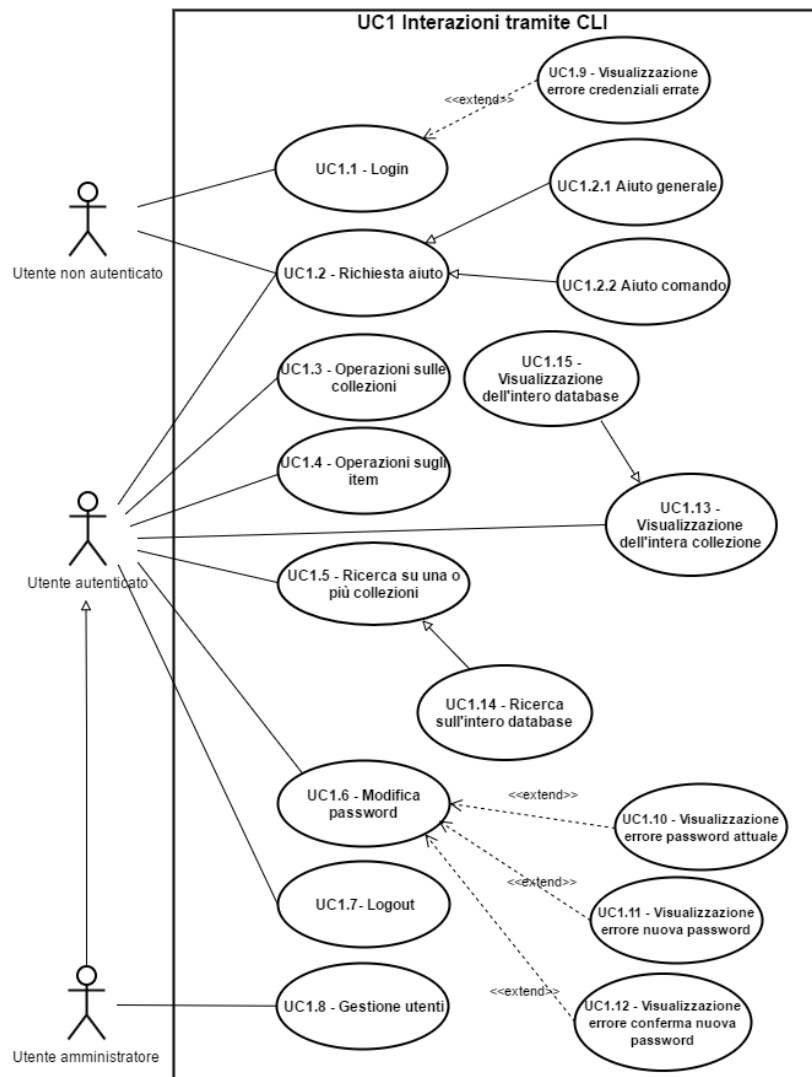 UC1 Interazioni tramite CLI
UC1.9 - Visualizzazione
errore credenziali errate
<<extend>>
UC1.1 - Login
UC1.2.1 Aiuto generale
Utente non autenticato
UC1.2 - Richiesta aiuto
UC1.2.2 Aiuto comando
UC1.3 - Operazioni sulle
collezioni
UC1.15 -
Visualizzazione
dell'intero database
UC1.4 - Operazioni sugli
item
UC1.13 -
Visualizzazione
dell'intera collezione
Utente autenticato
UC1.5 - Ricerca su una o
più collezioni
UC1.14 - Ricerca
sull'intero database
UC1.6 - Modifica
password
<<extend>>
UC1.10 - Visualizzazione
errore password attuale
<<extend>>
UC1.7- Logout
UC1.11 - Visualizzazione
errore nuova password
<<extend>>
UC1.8 - Gestione utenti
UC1.12 - Visualizzazione
errore conferma nuova
password
Utente amministratore